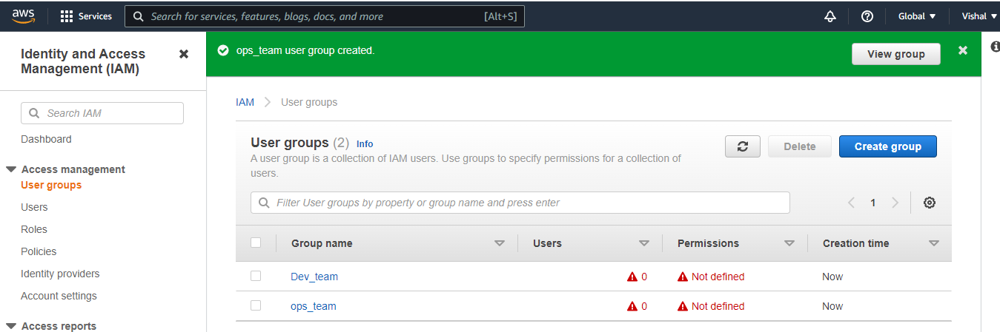 aws Services Search for services, features, blogs, docs, and more [Alt+S] Global Vishal
Identity and Access
Management (IAM)
Search IAM
Dashboard
Access management
User groups
Users
Roles
Policies
Identity providers
Account settings
Access reports
ops_team user group created. View group
IAM User groups
User groups (2) Info
A user group is a collection of IAM users. Use groups to specify permissions for a collection of
users.
Delete Create group
Filter User groups by property or group name and press enter
1
Group name Users Permissions Creation time
Dev_team 0 Not defined Now
ops_team 0 Not defined Now